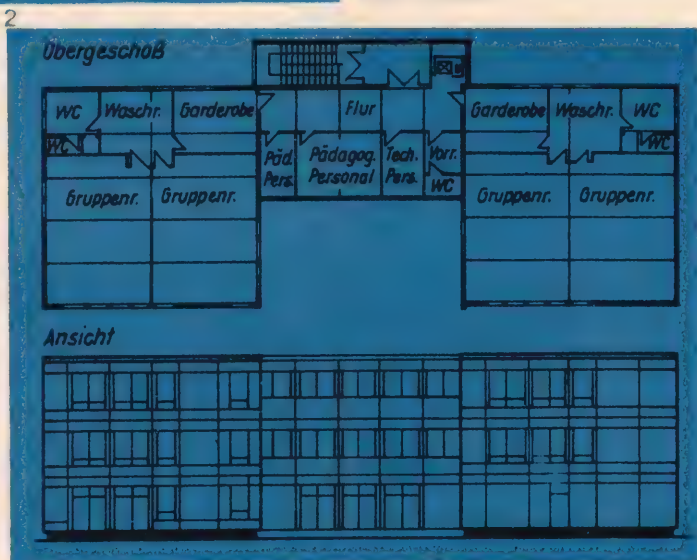 2
Obergeschoß
WC Waschr. Garderobe Flur Garderobe Waschr. WC
WC Päd. Pers. Pädagog. Personal Tech. Pers. Vorr. WC WC
Gruppenr. Gruppenr. Gruppenr. Gruppenr.
Ansicht